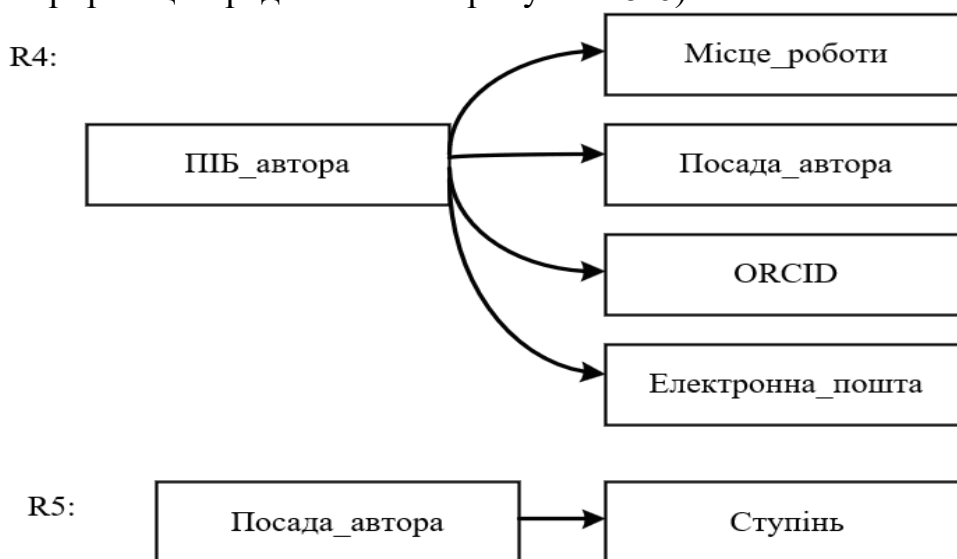 R4:
Місце_роботи
ПІБ_автора
Посада_автора
ORCID
Електронна_пошта
R5:
Посада_автора
Ступінь